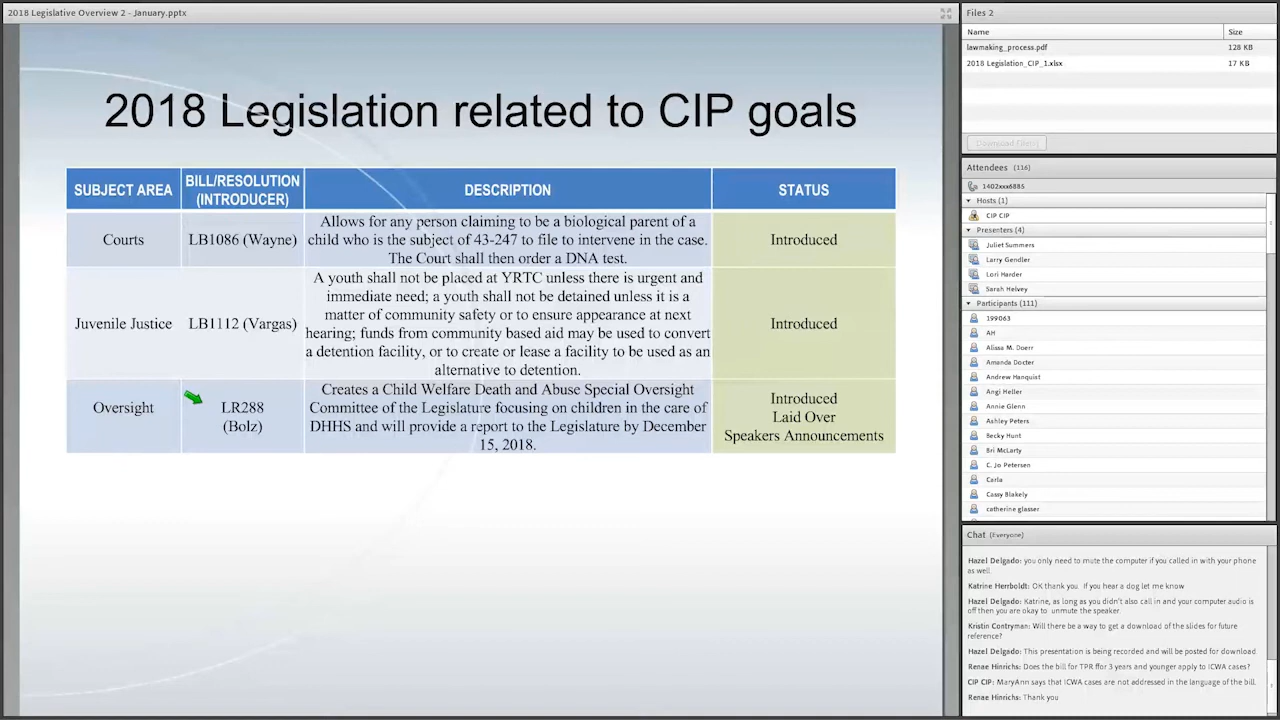 2018 Legislative Overview 2 - January.pptx
2018 Legislation related to CIP goals
SUBJECT AREA
BILL/RESOLUTION
(INTRODUCER)
DESCRIPTION
STATUS
Courts
LB1086 (Wayne)
Allows for any person claiming to be a biological parent of a
child who is the subject of 43-247 to file to intervene in the case.
The Court shall then order a DNA test.
Introduced
Juvenile Justice
LB1112 (Vargas)
A youth shall not be placed at YRTC unless there is urgent and
immediate need; a youth shall not be detained unless it is a
matter of community safety or to ensure appearance at next
hearing; funds from community based aid may be used to convert
a detention facility, or to create or lease a facility to be used as an
alternative to detention.
Introduced
Oversight
LR288
(Bolz)
Creates a Child Welfare Death and Abuse Special Oversight
Committee of the Legislature focusing on children in the care of
DHHS and will provide a report to the Legislature by December
15, 2018.
Introduced
Laid Over
Speakers Announcements
Files 2
Name
Size
lawmaking_process.pdf
128 KB
2018 Legislation_CIP_1.xlsx
17 KB
Download File(s)
Attendees (116)
1402xxx6885
Hosts (1)
CIP CIP
Presenters (4)
Juliet Summers
Larry Gendler
Lori Harder
Sarah Helvey
Participants (111)
199063
AH
Alissa M. Doerr
Amanda Docter
Andrew Hanquist
Angi Heller
Annie Glenn
Ashley Peters
Becky Hunt
Bri McLarty
C. Jo Petersen
Carla
Cassy Blakely
catherine glasser
Chat (Everyone)
Hazel Delgado: you only need to mute the computer if you called in with your phone
as well.
Katrine Herrboldt: OK thank you. If you hear a dog let me know
Hazel Delgado: Katrine, as long as you didn't also call in and your computer audio is
off then you are okay to unmute the speaker.
Kristin Contryman: Will there be a way to get a download of the slides for future
reference?
Hazel Delgado: This presentation is being recorded and will be posted for download.
Renae Hinrichs: Does the bill for TPR ffor 3 years and younger apply to ICWA cases?
CIP CIP: MaryAnn says that ICWA cases are not addressed in the language of the bill.
Renae Hinrichs: Thank you